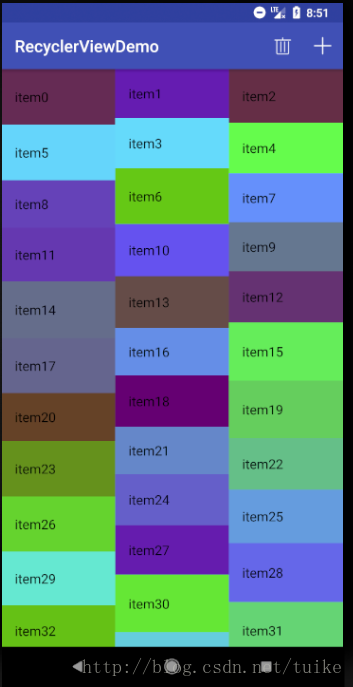 8:51
RecyclerViewDemo
item0
item1
item2
item5
item3
item4
item8
item6
item7
item11
item10
item9
item14
item13
item12
item17
item16
item15
item20
item18
item19
item23
item21
item22
item26
item24
item25
item29
item27
item28
item32
item30
item31
http://blog.csdn.net/tuike